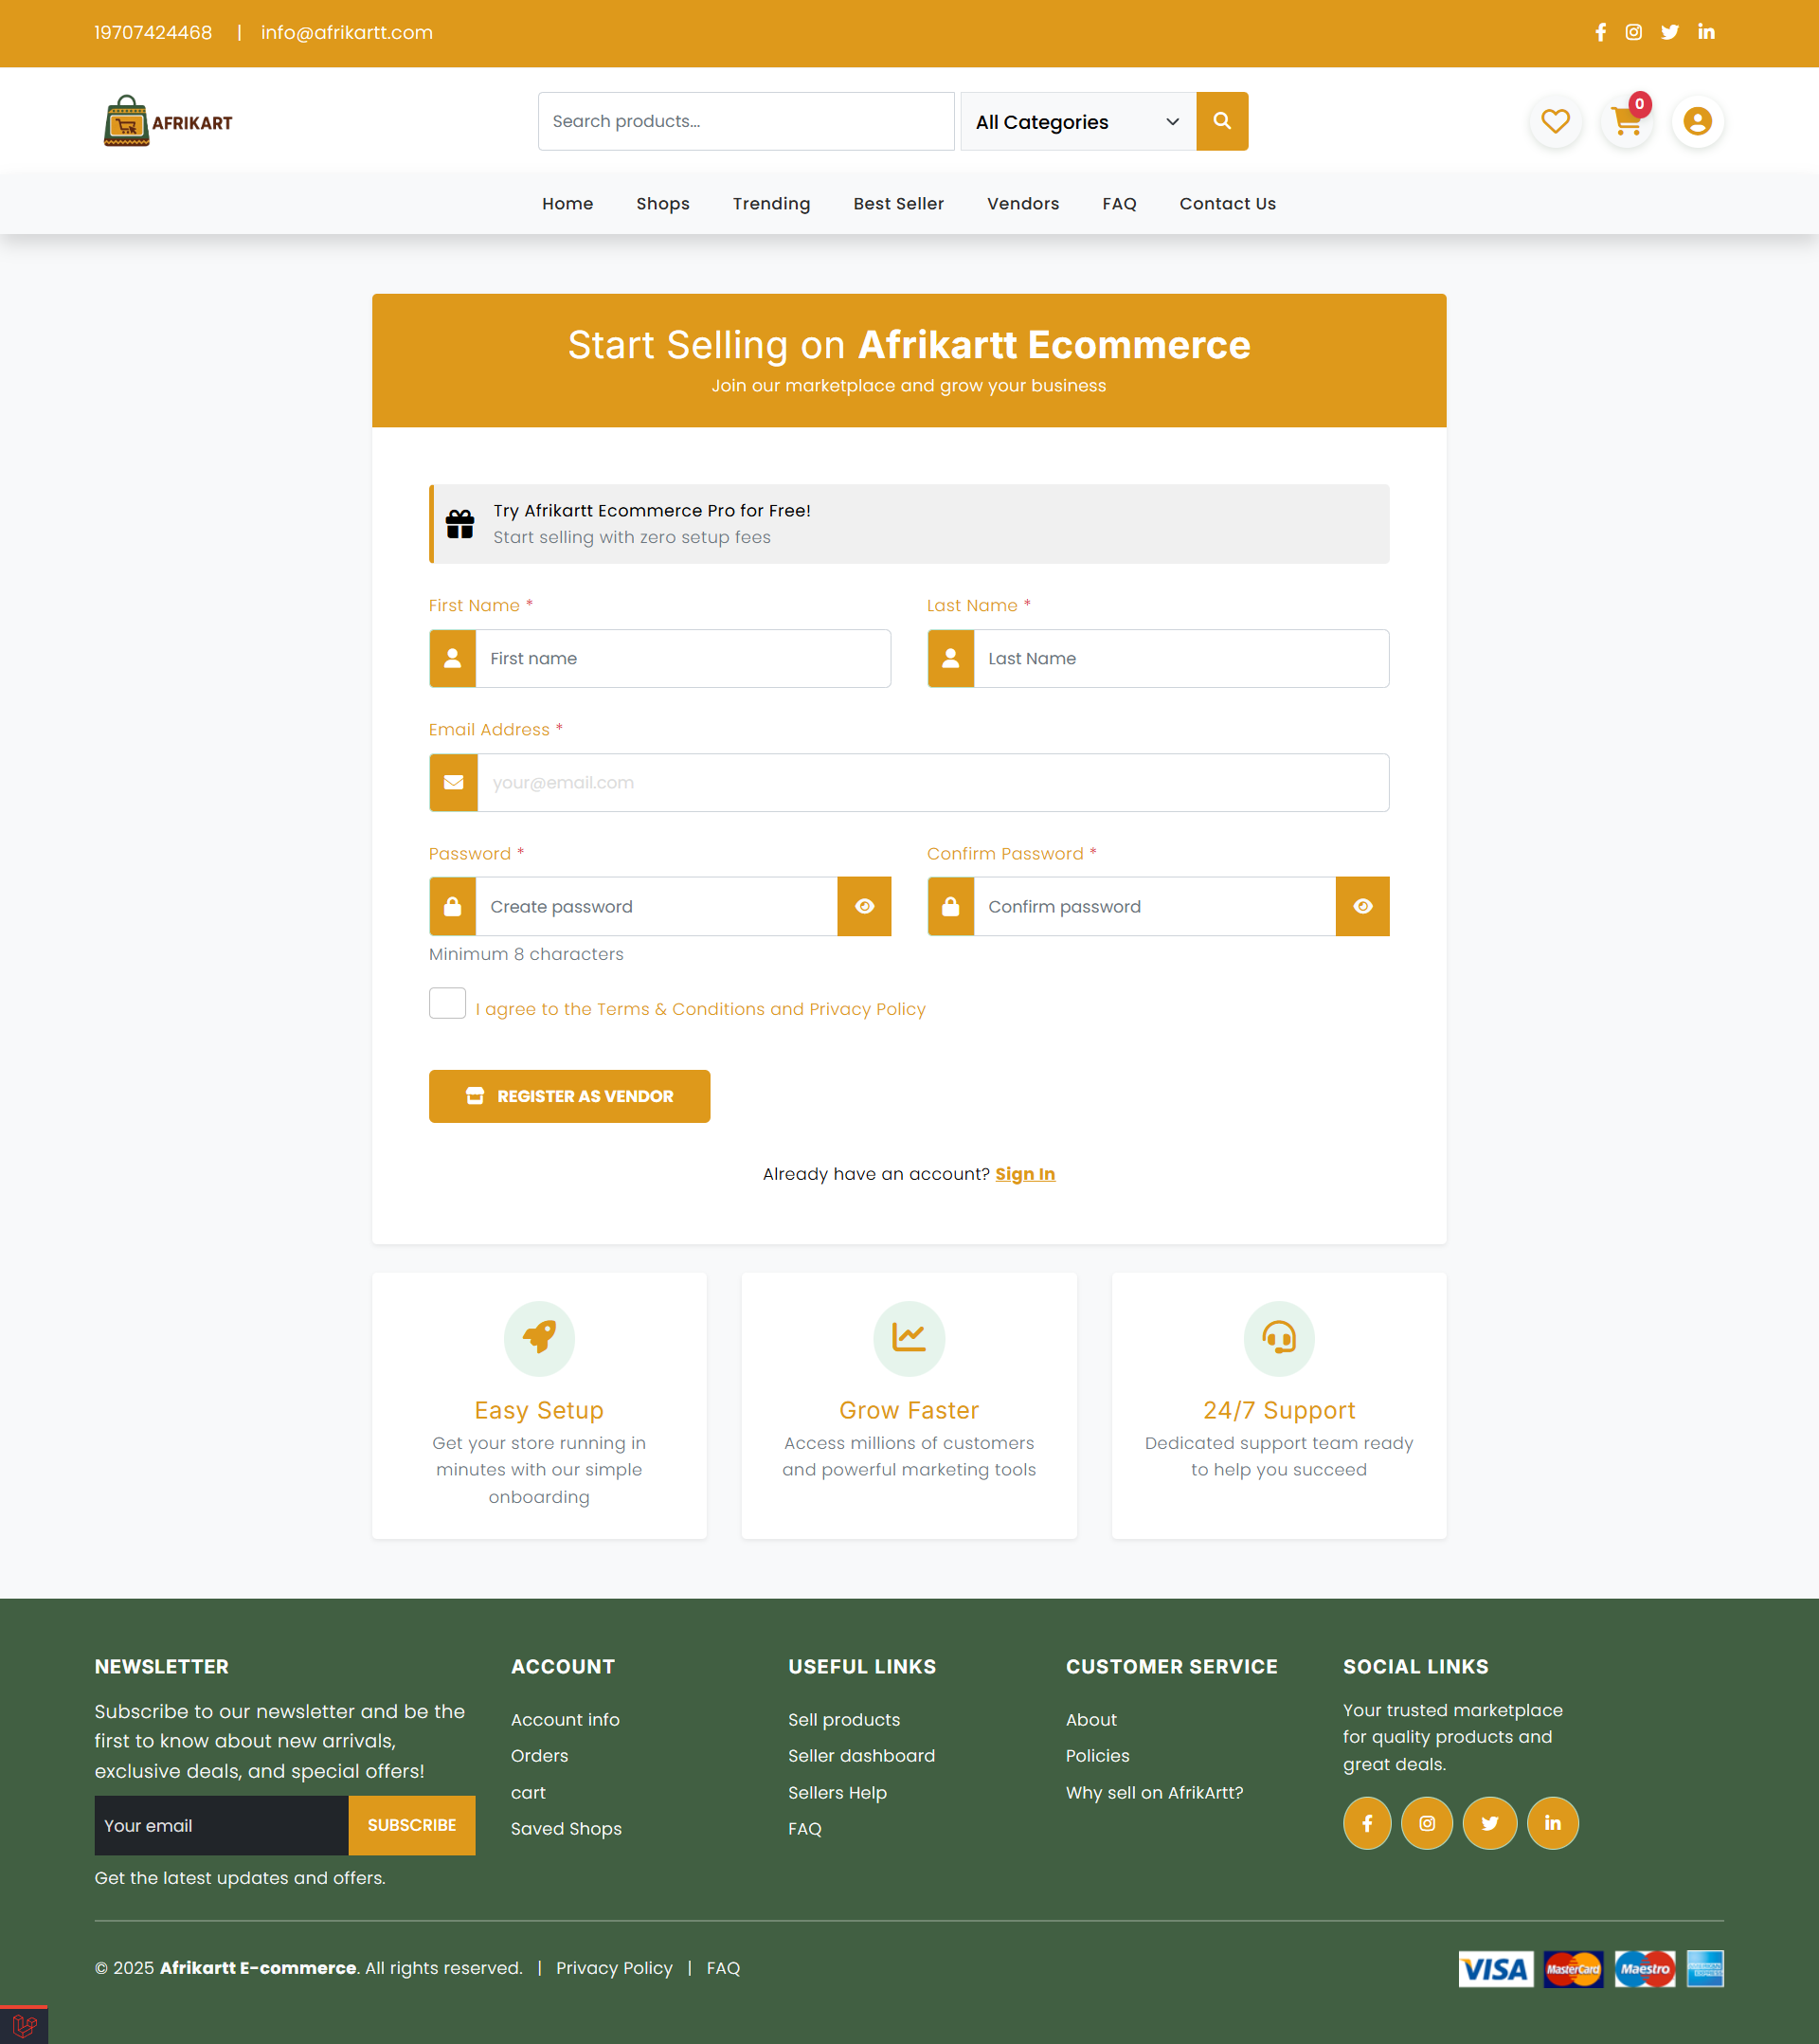 19707424468 | info@afrikartt.com
AFRIKART
Search products...
All Categories
0
Home Shops Trending Best Seller Vendors FAQ Contact Us
Start Selling on Afrikartt Ecommerce
Join our marketplace and grow your business
Try Afrikartt Ecommerce Pro for Free!
Start selling with zero setup fees
First Name * Last Name *
First name Last Name
Email Address *
your@email.com
Password * Confirm Password *
Create password Confirm password
Minimum 8 characters
I agree to the Terms & Conditions and Privacy Policy
REGISTER AS VENDOR
Already have an account? Sign In
Easy Setup
Get your store running in
minutes with our simple
onboarding
Grow Faster
Access millions of customers
and powerful marketing tools
24/7 Support
Dedicated support team ready
to help you succeed
NEWSLETTER
Subscribe to our newsletter and be the
first to know about new arrivals,
exclusive deals, and special offers!
Your email SUBSCRIBE
Get the latest updates and offers.
ACCOUNT
Account info
Orders
cart
Saved Shops
USEFUL LINKS
Sell products
Seller dashboard
Sellers Help
FAQ
CUSTOMER SERVICE
About
Policies
Why sell on AfrikArtt?
SOCIAL LINKS
Your trusted marketplace
for quality products and
great deals.
© 2025 Afrikartt E-commerce. All rights reserved. | Privacy Policy | FAQ
VISA MasterCard Maestro AMERICAN EXPRESS